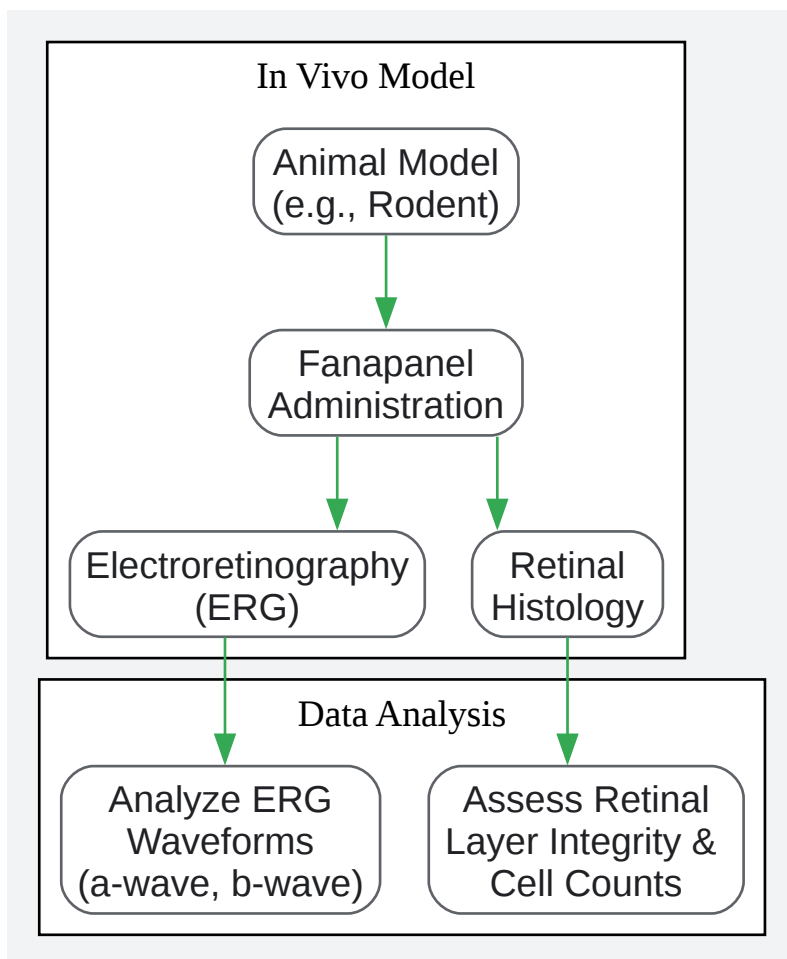 In Vivo Model
Animal Model
(e.g., Rodent)
Fanapanel
Administration
Electroretinography
(ERG)
Retinal
Histology
Data Analysis
Analyze ERG
Waveforms
(a-wave, b-wave)
Assess Retinal
Layer Integrity &
Cell Counts